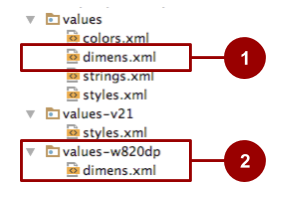 values
colors.xml
dimens.xml
1
strings.xml
styles.xml
values-v21
styles.xml
values-w820dp
2
dimens.xml